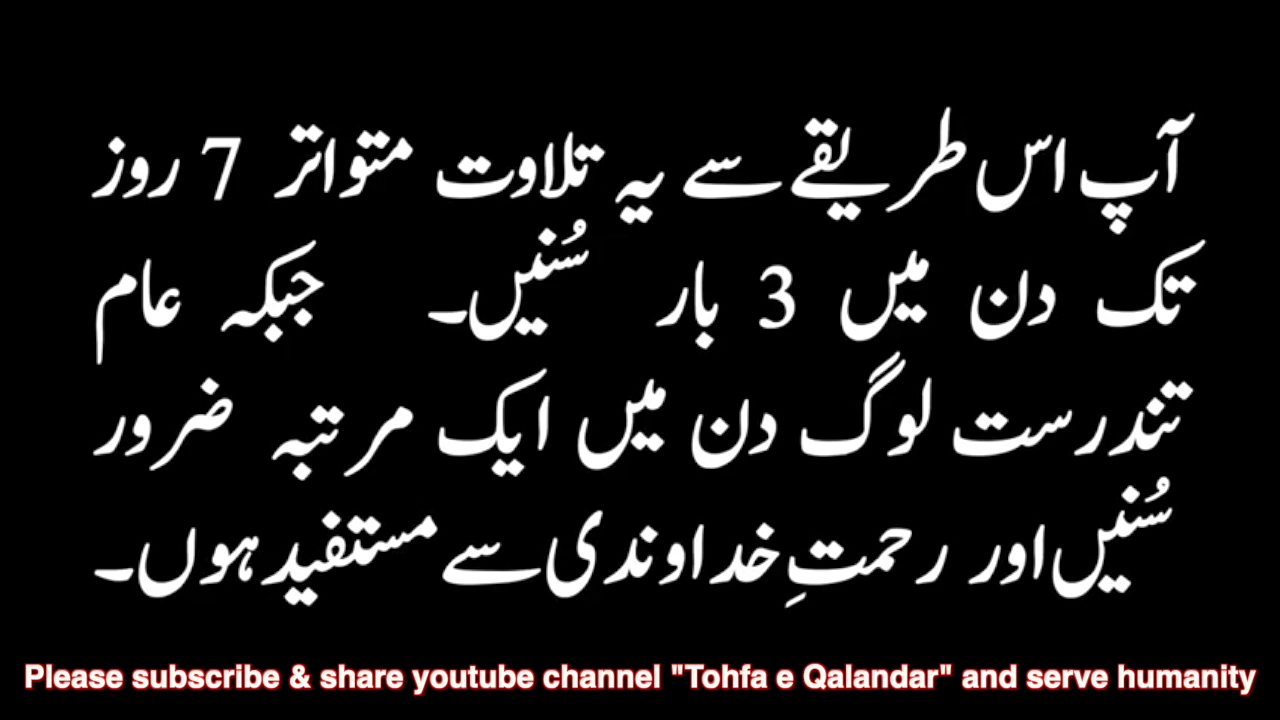 آپ اس طریقے سے یہ تلاوت متواتر 7 روز
تک دن میں 3 بار سُنیں۔ جبکہ عام
تندرست لوگ دن میں ایک مرتبہ ضرور
سُنیں اور رحمتِ خداوندی سے مستفید ہوں۔
Please subscribe & share youtube channel "Tohfa e Qalandar" and serve humanity